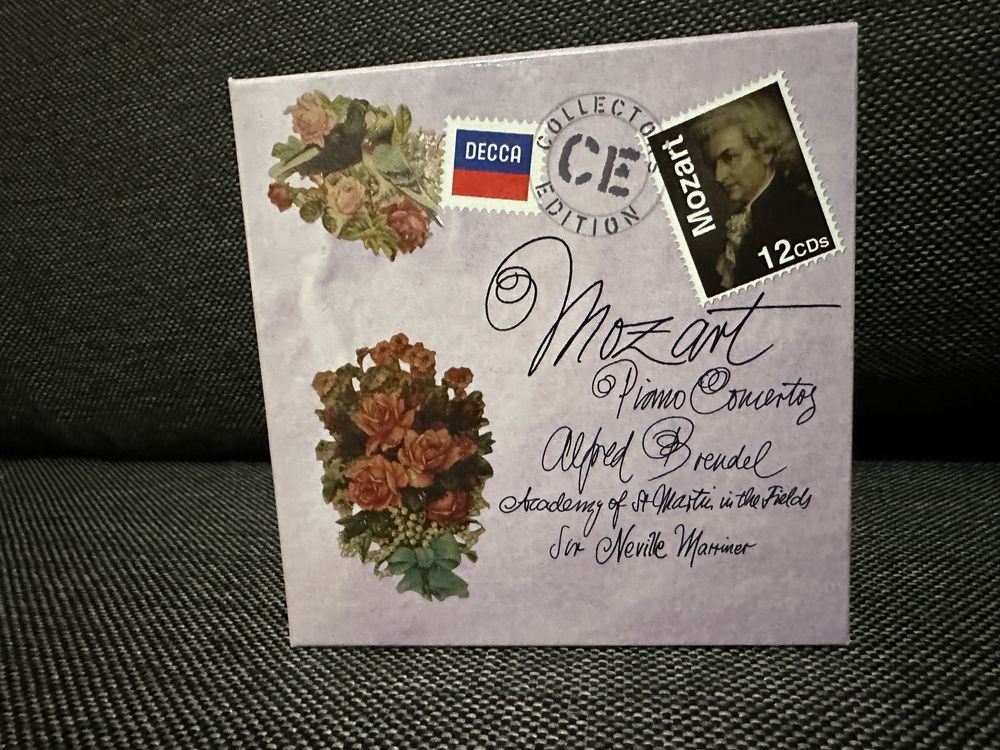 DECCA
COLLECTOR'S
CE
EDITION
Mozart
12CDs
Mozart
Piano Concertos
Alfred Brendel
Academy of St Martin in the Fields
Sir Neville Marriner